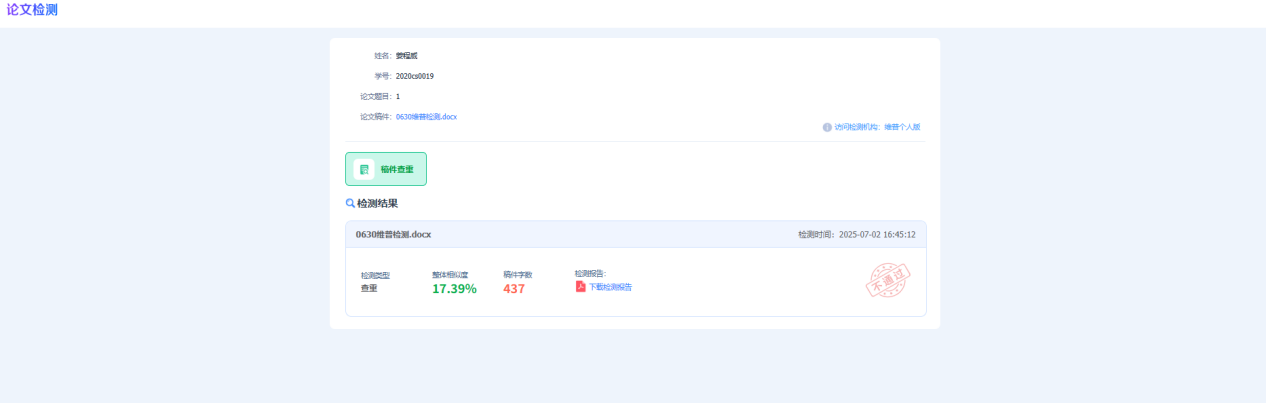 论文检测
姓名：姜程威
学号：2020cs0019
论文题目：1
论文稿件：0630维普检测.docx
访问检测机构：维普个人版
稿件查重
检测结果
0630维普检测.docx 检测时间：2025-07-02 16:45:12
检测类型 整体相似度 稿件字数 检测报告：
查重 17.39% 437 下载检测报告
不通过